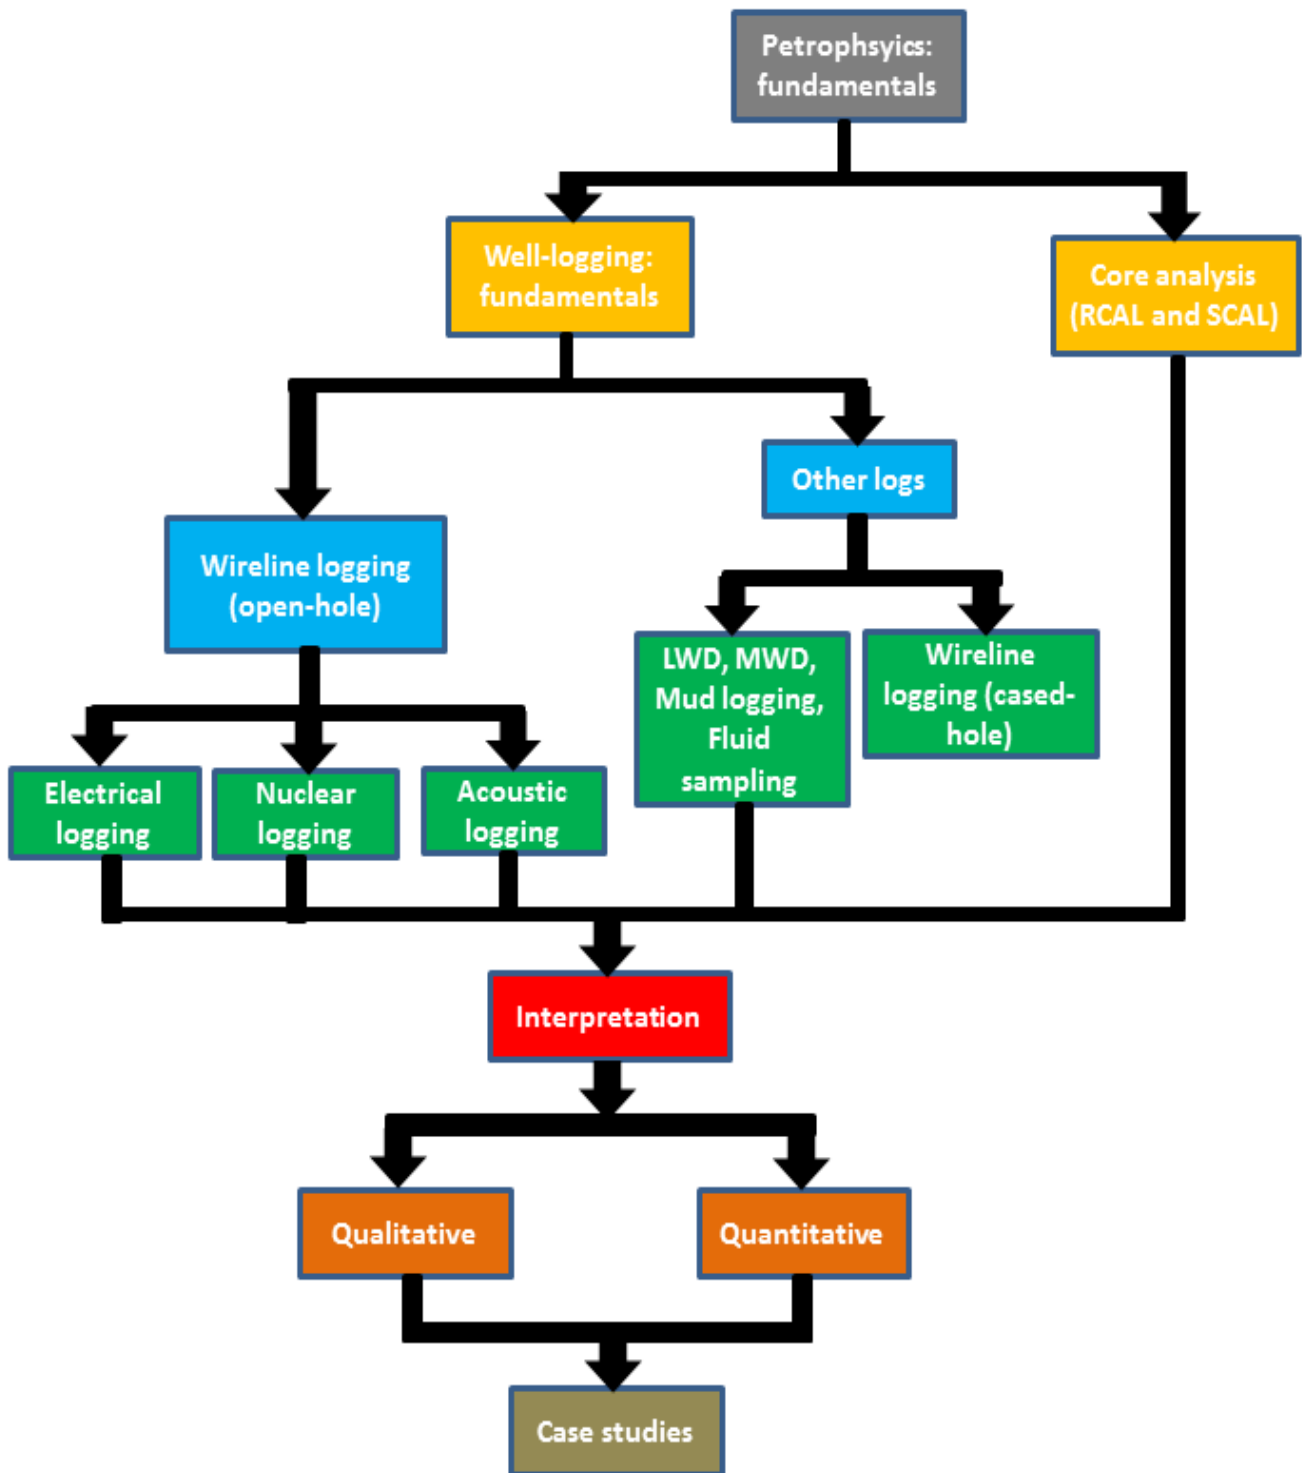 Petrophsyics:
fundamentals
Well-logging:
fundamentals
Core analysis
(RCAL and SCAL)
Other logs
Wireline logging
(open-hole)
LWD, MWD,
Mud logging,
Fluid
sampling
Wireline
logging (cased-
hole)
Electrical
logging
Nuclear
logging
Acoustic
logging
Interpretation
Qualitative
Quantitative
Case studies